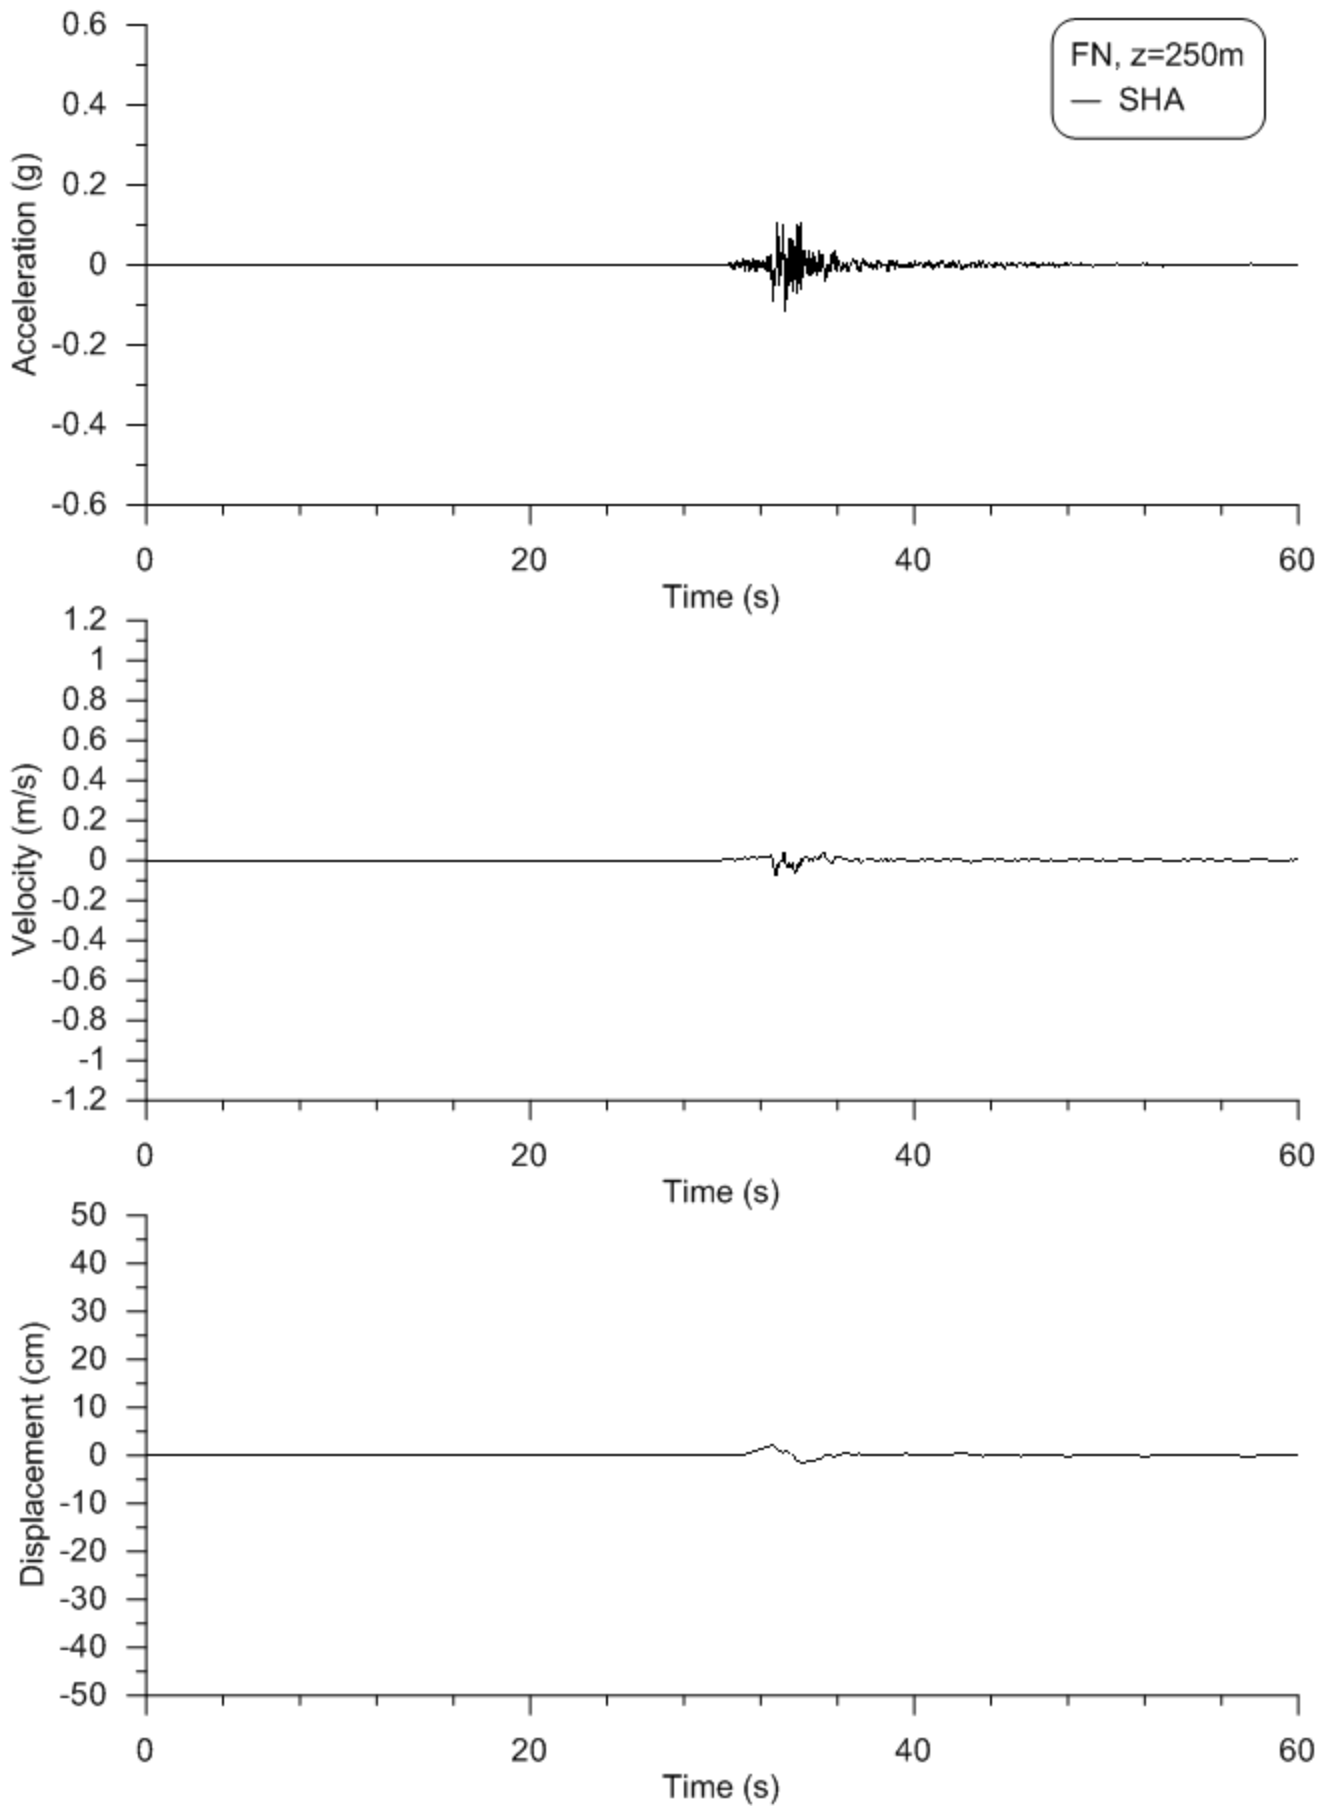 FN, z=250m
— SHA
Acceleration (g)
0.6
0.4
0.2
0
-0.2
-0.4
-0.6
0 20 40 60
Time (s)
Velocity (m/s)
1.2
1
0.8
0.6
0.4
0.2
0
-0.2
-0.4
-0.6
-0.8
-1
-1.2
0 20 40 60
Time (s)
Displacement (cm)
50
40
30
20
10
0
-10
-20
-30
-40
-50
0 20 40 60
Time (s)